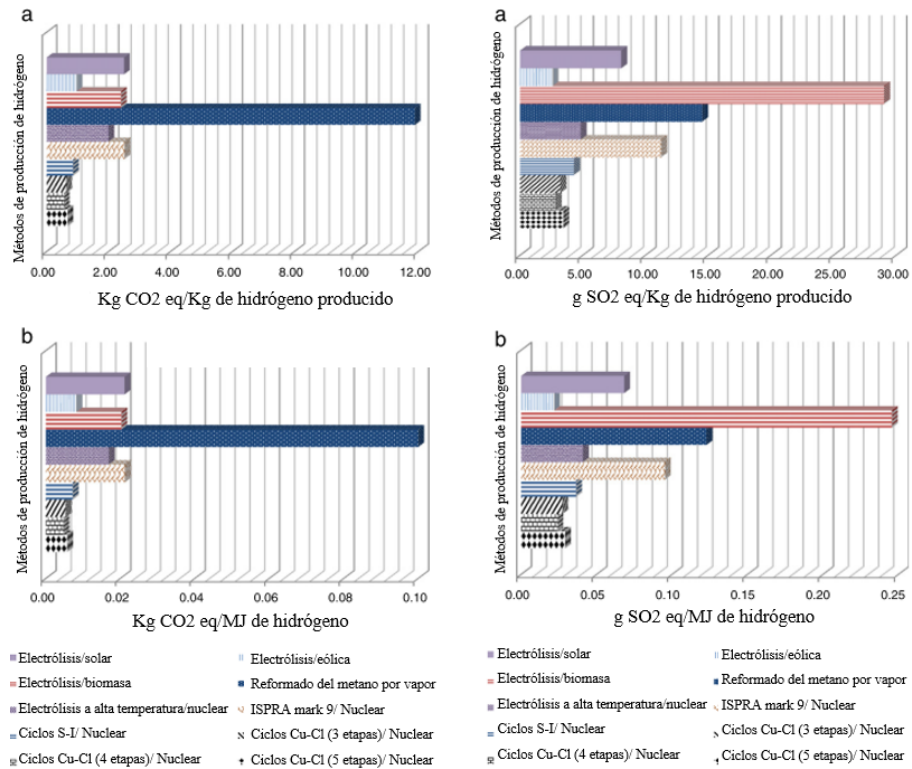 a
Métodos de producción de hidrógeno
0.00 2.00 4.00 6.00 8.00 10.00 12.00
Kg CO2 eq/Kg de hidrógeno producido
a
Métodos de producción de hidrógeno
0.00 5.00 10.00 15.00 20.00 25.00 30.00
g SO2 eq/Kg de hidrógeno producido
b
Métodos de producción de hidrógeno
0.00 0.02 0.04 0.06 0.08 0.10
Kg CO2 eq/MJ de hidrógeno
b
Métodos de producción de hidrógeno
0.00 0.05 0.10 0.15 0.20 0.25
g SO2 eq/MJ de hidrógeno
Electrólisis/solar
Electrólisis/eólica
Electrólisis/biomasa
Reformado del metano por vapor
Electrólisis a alta temperatura/nuclear
ISPRA mark 9/ Nuclear
Ciclos S-I/ Nuclear
Ciclos Cu-Cl (3 etapas)/ Nuclear
Ciclos Cu-Cl (4 etapas)/ Nuclear
Ciclos Cu-Cl (5 etapas)/ Nuclear
Electrólisis/solar
Electrólisis/eólica
Electrólisis/biomasa
Reformado del metano por vapor
Electrólisis a alta temperatura/nuclear
ISPRA mark 9/ Nuclear
Ciclos S-I/ Nuclear
Ciclos Cu-Cl (3 etapas)/ Nuclear
Ciclos Cu-Cl (4 etapas)/ Nuclear
Ciclos Cu-Cl (5 etapas)/ Nuclear